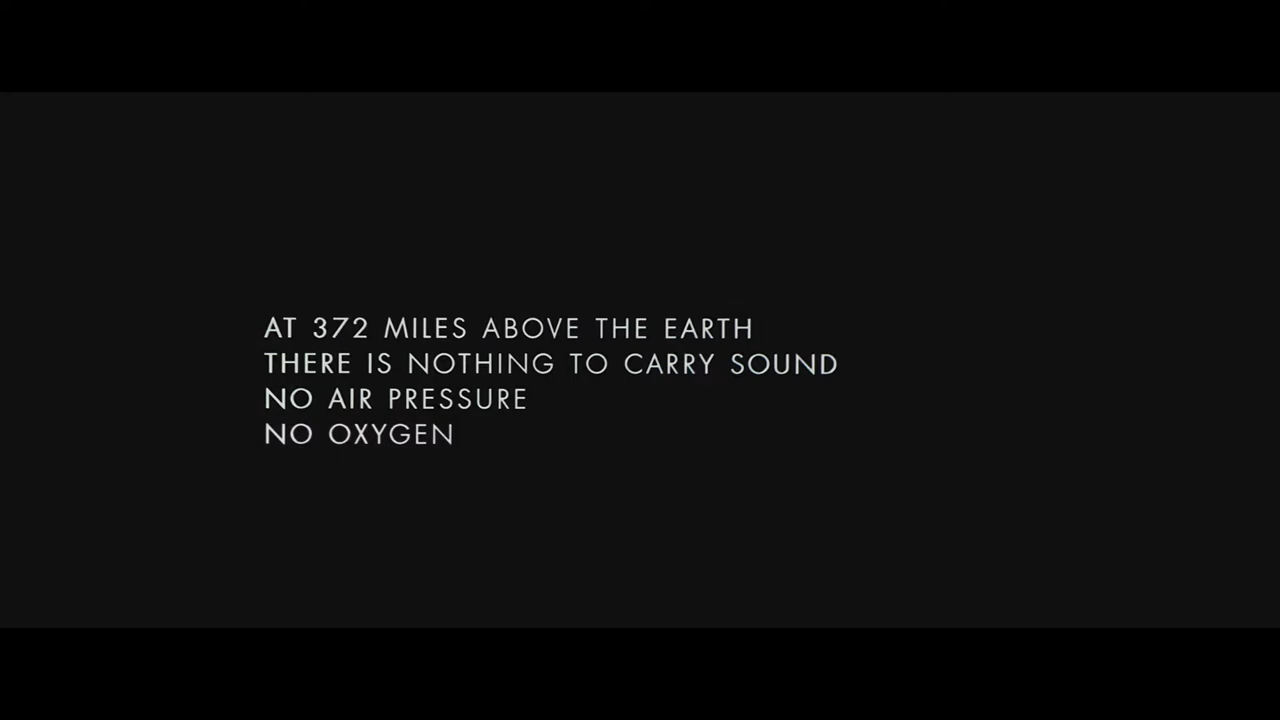 AT 372 MILES ABOVE THE EARTH
THERE IS NOTHING TO CARRY SOUND
NO AIR PRESSURE
NO OXYGEN